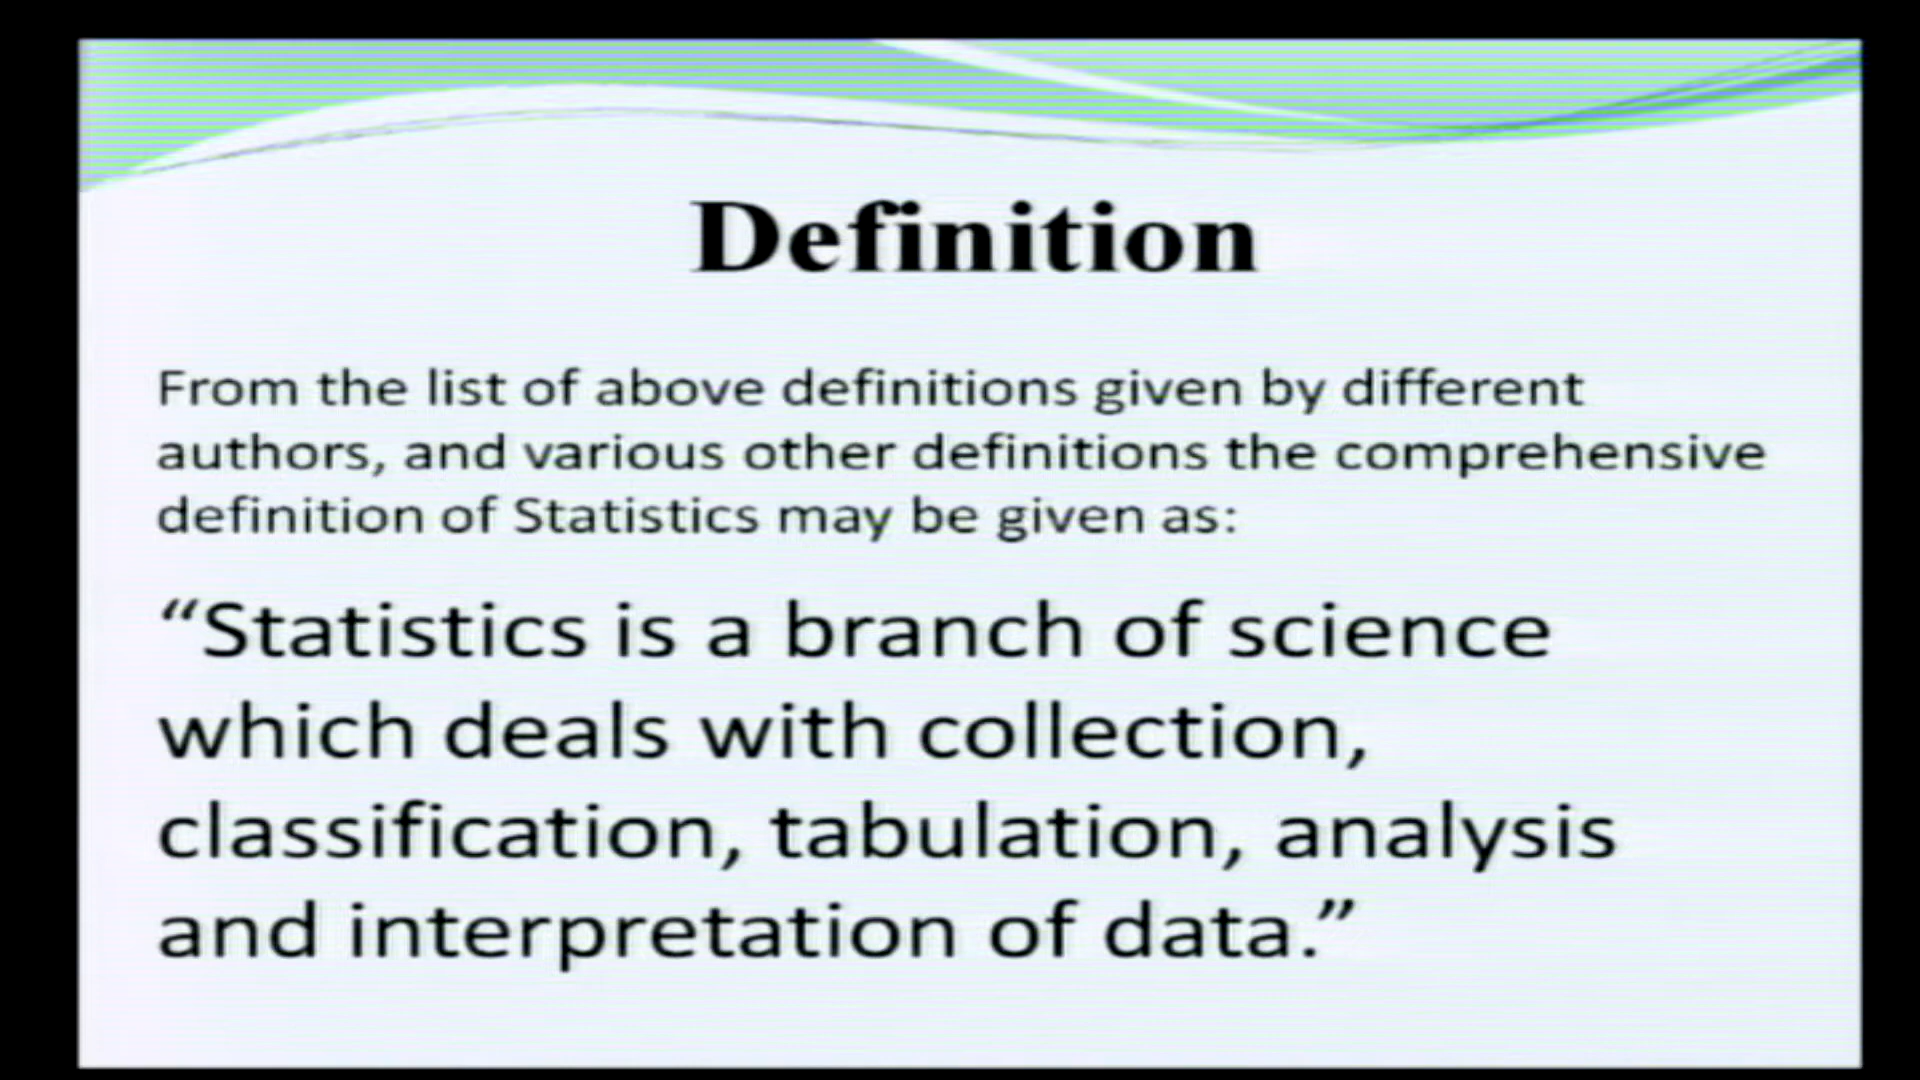 Definition
From the list of above definitions given by different
authors, and various other definitions the comprehensive
definition of Statistics may be given as:
“Statistics is a branch of science
which deals with collection,
classification, tabulation, analysis
and interpretation of data.”